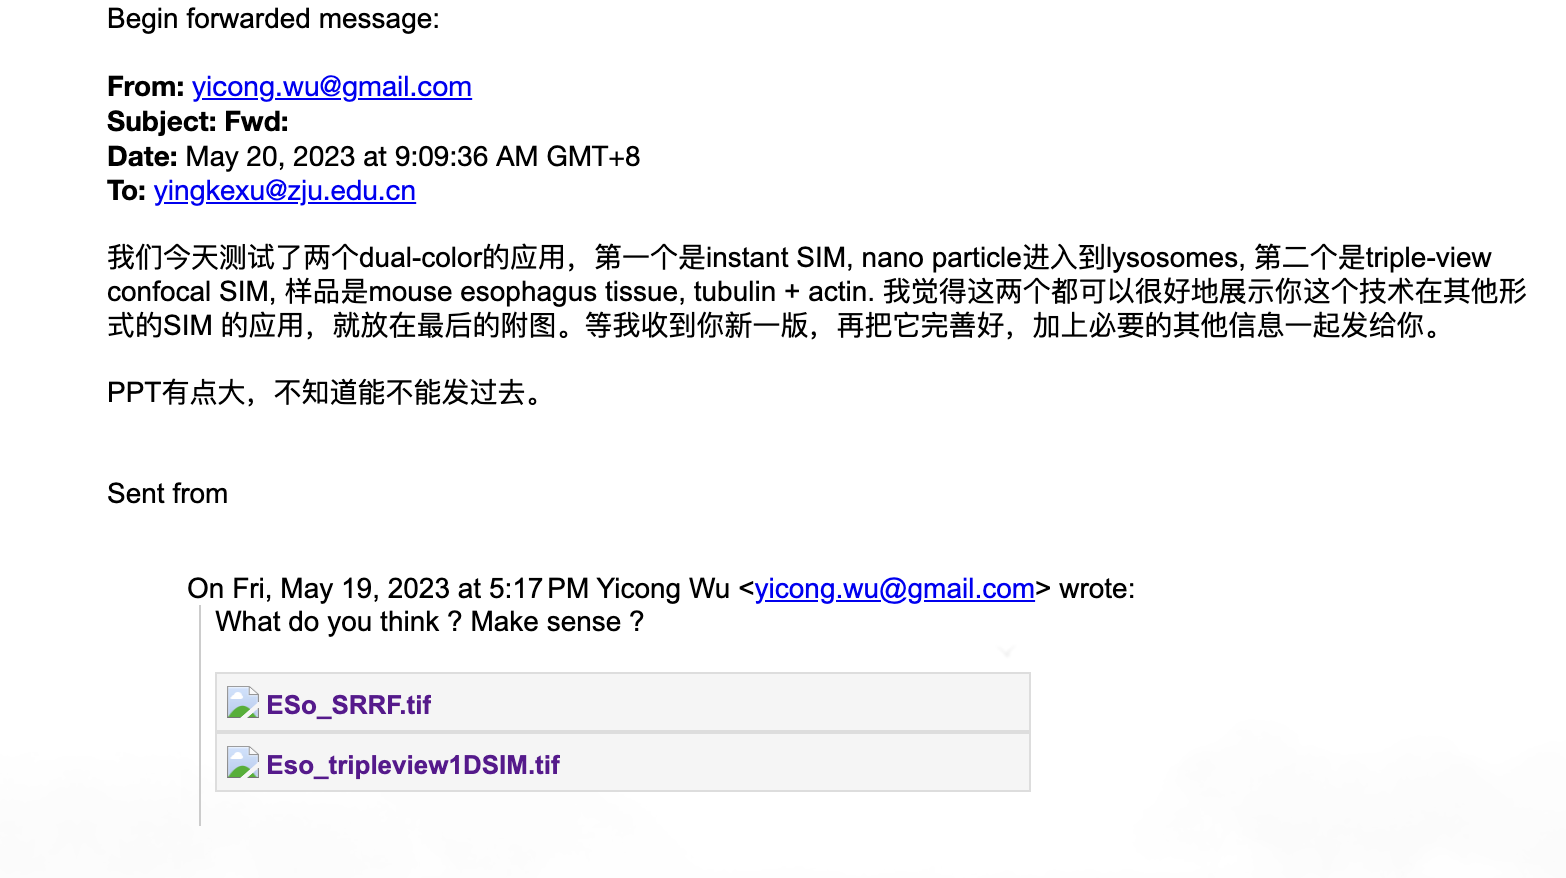 Begin forwarded message:
From: yicong.wu@gmail.com
Subject: Fwd:
Date: May 20, 2023 at 9:09:36 AM GMT+8
To: yingkexu@zju.edu.cn
我们今天测试了两个dual-color的应用，第一个是instant SIM, nano particle进入到lysosomes, 第二个是triple-view
confocal SIM, 样品是mouse esophagus tissue, tubulin + actin. 我觉得这两个都可以很好地展示你这个技术在其他形
式的SIM 的应用，就放在最后的附图。等我收到你新一版，再把它完善好，加上必要的其他信息一起发给你。
PPT有点大，不知道能不能发过去。
Sent from
On Fri, May 19, 2023 at 5:17 PM Yicong Wu <yicong.wu@gmail.com> wrote:
What do you think ? Make sense ?
ESo_SRRF.tif
Eso_tripleview1DSIM.tif